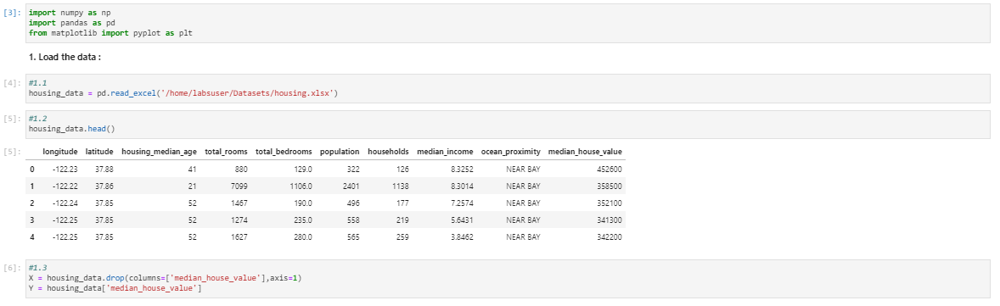 [3]: import numpy as np
import pandas as pd
from matplotlib import pyplot as plt
1. Load the data :
[4]: #1.1
housing_data = pd.read_excel('/home/labsuser/Datasets/housing.xlsx')
[5]: #1.2
housing_data.head()
[5]: longitude latitude housing_median_age total_rooms total_bedrooms population households median_income ocean_proximity median_house_value
0 -122.23 37.88 41 880 129.0 322 126 8.3252 NEAR BAY 452600
1 -122.22 37.86 21 7099 1106.0 2401 1138 8.3014 NEAR BAY 358500
2 -122.24 37.85 52 1467 190.0 496 177 7.2574 NEAR BAY 352100
3 -122.25 37.85 52 1274 235.0 558 219 5.6431 NEAR BAY 341300
4 -122.25 37.85 52 1627 280.0 565 259 3.8462 NEAR BAY 342200
[6]: #1.3
X = housing_data.drop(columns=['median_house_value'],axis=1)
Y = housing_data['median_house_value']